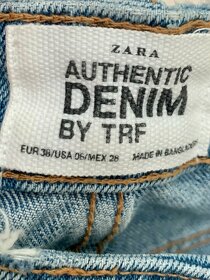 ZARA
AUTHENTIC
DENIM
BY TRF
EUR 38/USA 06/MEX 28 MADE IN BANGLADESH